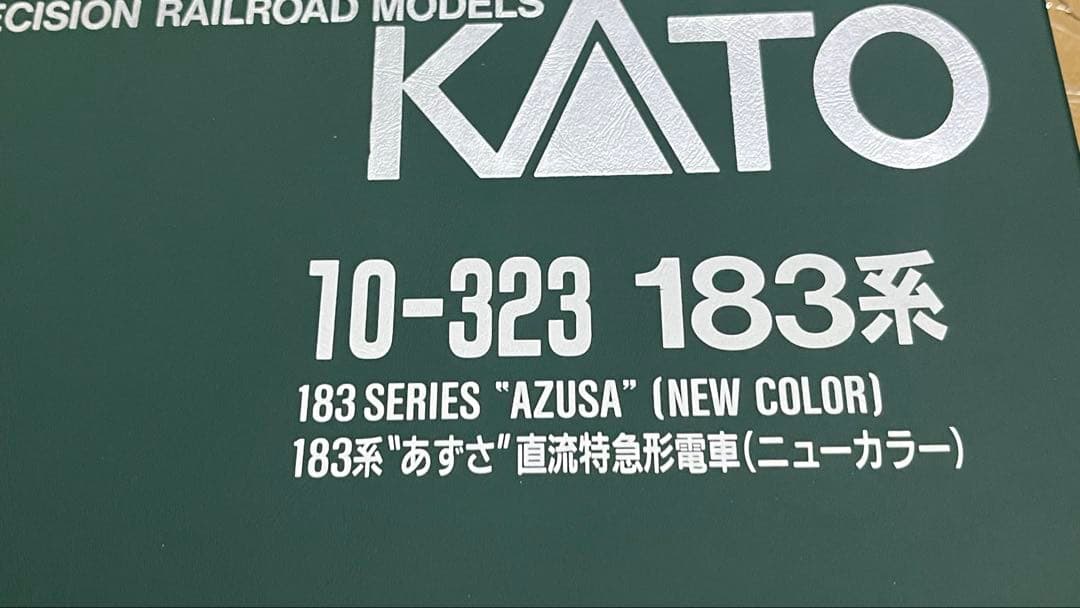 RAILROAD MODELS
KATO
10-323 183系
183 SERIES "AZUSA" (NEW COLOR)
183系"あずさ"直流特急形電車(ニューカラー)